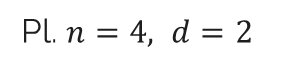 Pl. n = 4, d = 2